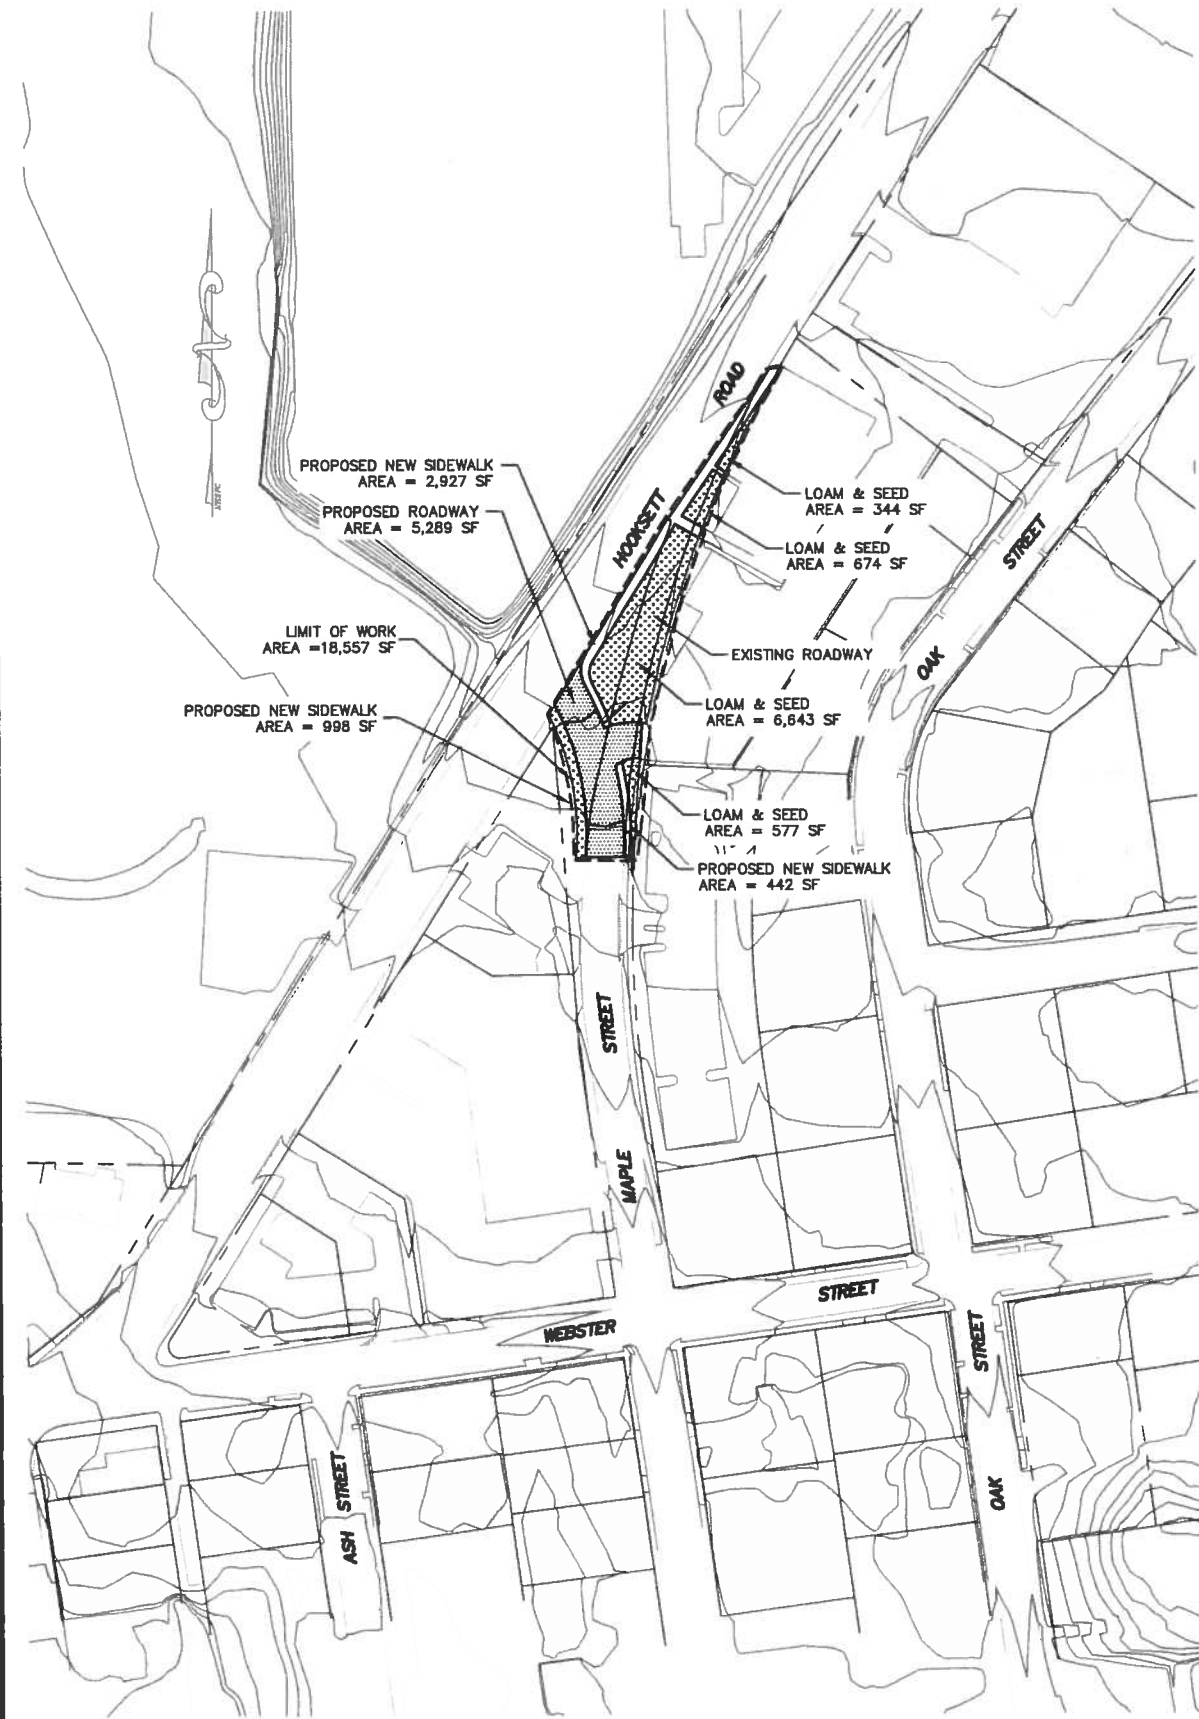 ROAD
HOOKSETT
PROPOSED NEW SIDEWALK
AREA = 2,927 SF
PROPOSED ROADWAY
AREA = 5,289 SF
LOAM & SEED
AREA = 344 SF
LOAM & SEED
AREA = 674 SF
STREET
OAK
LIMIT OF WORK
AREA =18,557 SF
EXISTING ROADWAY
PROPOSED NEW SIDEWALK
AREA = 998 SF
LOAM & SEED
AREA = 6,643 SF
LOAM & SEED
AREA = 577 SF
PROPOSED NEW SIDEWALK
AREA = 442 SF
STREET
MAPLE
STREET
WEBSTER
STREET
OAK
STREET
ASH